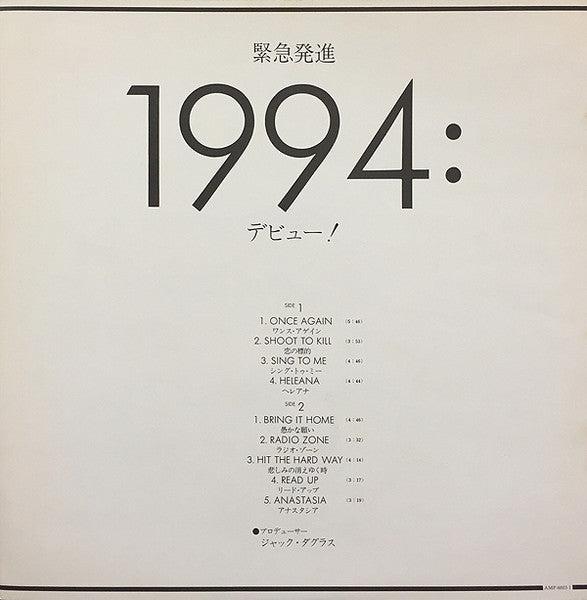 緊急発進
1994:
デビュー！
SIDE 1
1. ONCE AGAIN (5:46)
ワンス・アゲイン
2. SHOOT TO KILL (3:53)
恋の標的
3. SING TO ME (4:46)
シング・トゥ・ミー
4. HELEANA (4:44)
ヘレアナ
SIDE 2
1. BRING IT HOME (4:46)
愚かな願い
2. RADIO ZONE (3:32)
ラジオ・ゾーン
3. HIT THE HARD WAY (4:14)
悲しみの消えゆく時
4. READ UP (3:17)
リード・アップ
5. ANASTASIA (3:19)
アナスタシア
●プロデューサー
ジャック・ダグラス